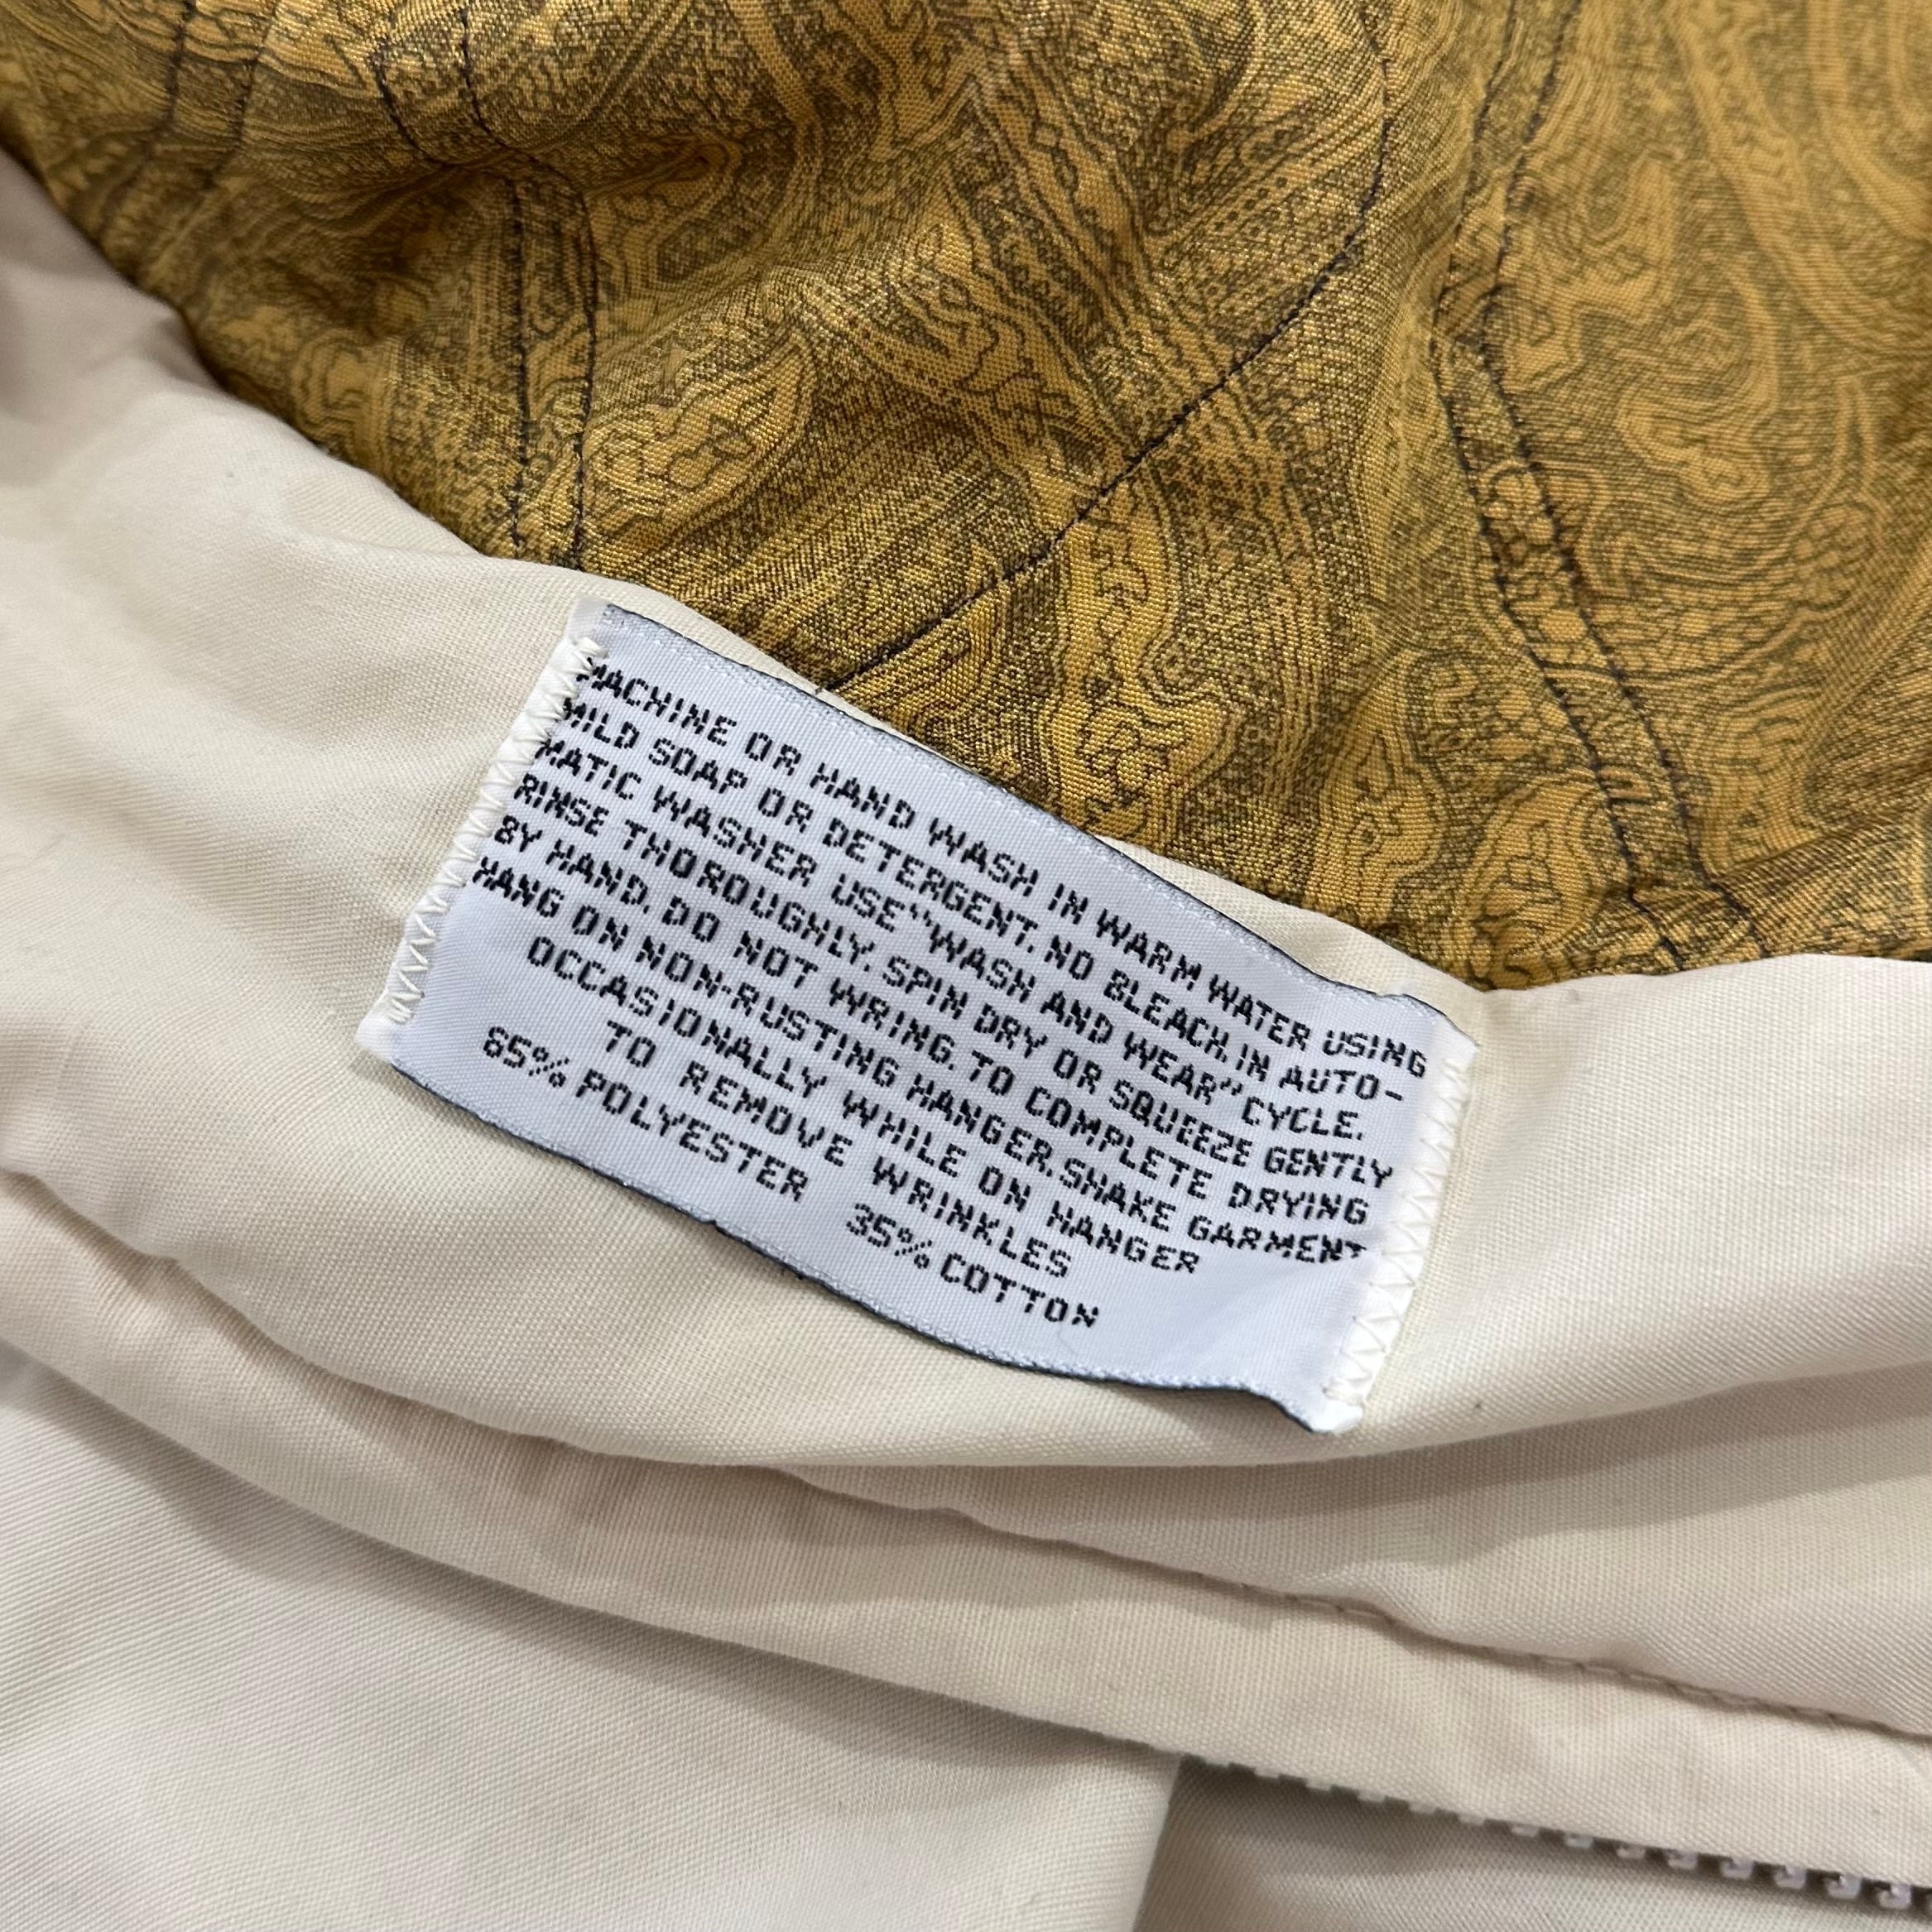 MACHINE OR HAND WASH IN WARM WATER USING
MILD SOAP OR DETERGENT. NO BLEACH. IN AUTO-
MATIC WASHER USE "WASH AND WEAR" CYCLE.
RINSE THOROUGHLY. SPIN DRY OR SQUEEZE GENTLY
BY HAND. DO NOT WRING. TO COMPLETE DRYING
HANG ON NON-RUSTING HANGER. SHAKE GARMENT
OCCASIONALLY WHILE ON HANGER
TO REMOVE WRINKLES
65% POLYESTER 35% COTTON